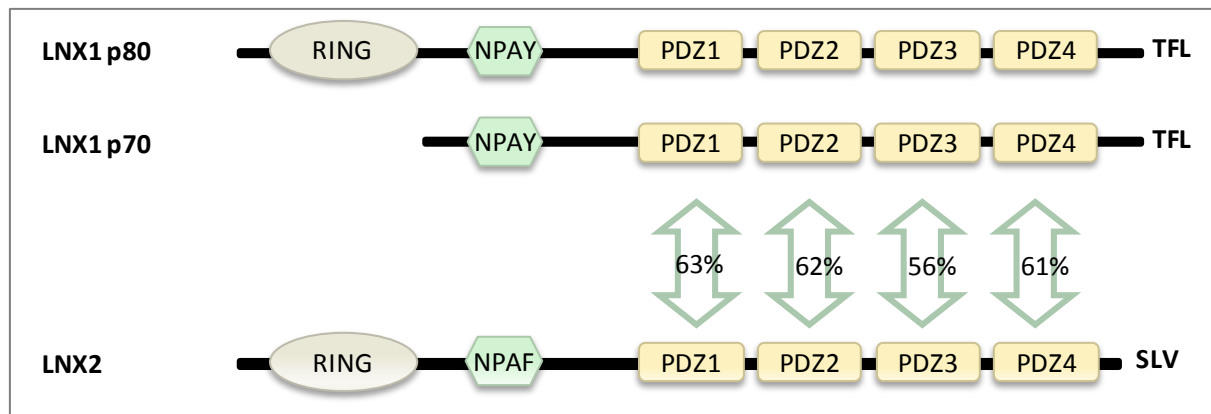 LNX1 p80 RING NPAY PDZ1 PDZ2 PDZ3 PDZ4 TFL
LNX1 p70 NPAY PDZ1 PDZ2 PDZ3 PDZ4 TFL
63% 62% 56% 61%
LNX2 RING NPAF PDZ1 PDZ2 PDZ3 PDZ4 SLV